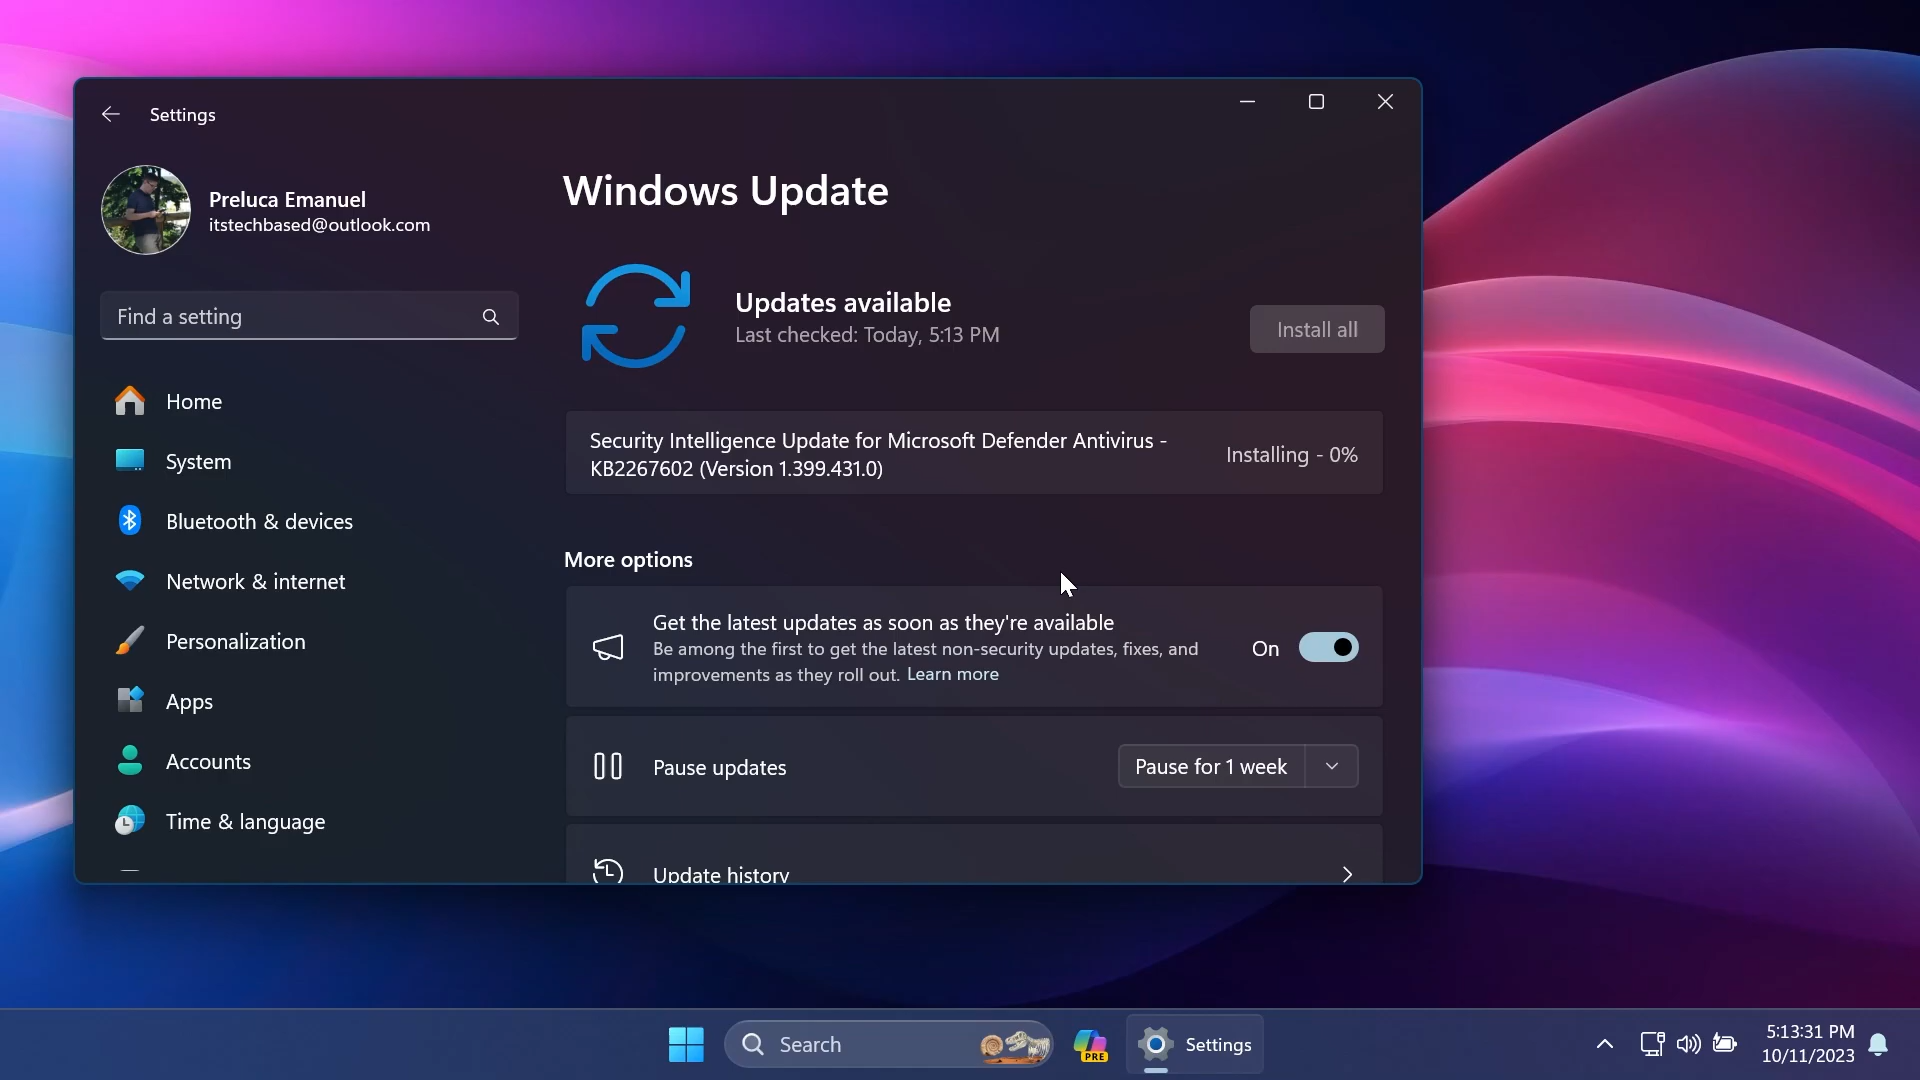 Settings
Preluca Emanuel
itstechbased@outlook.com
Find a setting
Home
System
Bluetooth & devices
Network & internet
Personalization
Apps
Accounts
Time & language
Windows Update
Updates available
Last checked: Today, 5:13 PM
Install all
Security Intelligence Update for Microsoft Defender Antivirus -
KB2267602 (Version 1.399.431.0)
Installing - 0%
More options
Get the latest updates as soon as they're available
Be among the first to get the latest non-security updates, fixes, and
improvements as they roll out. Learn more
On
Pause updates
Pause for 1 week
Update history
Search
PRE
Settings
5:13:31 PM
10/11/2023